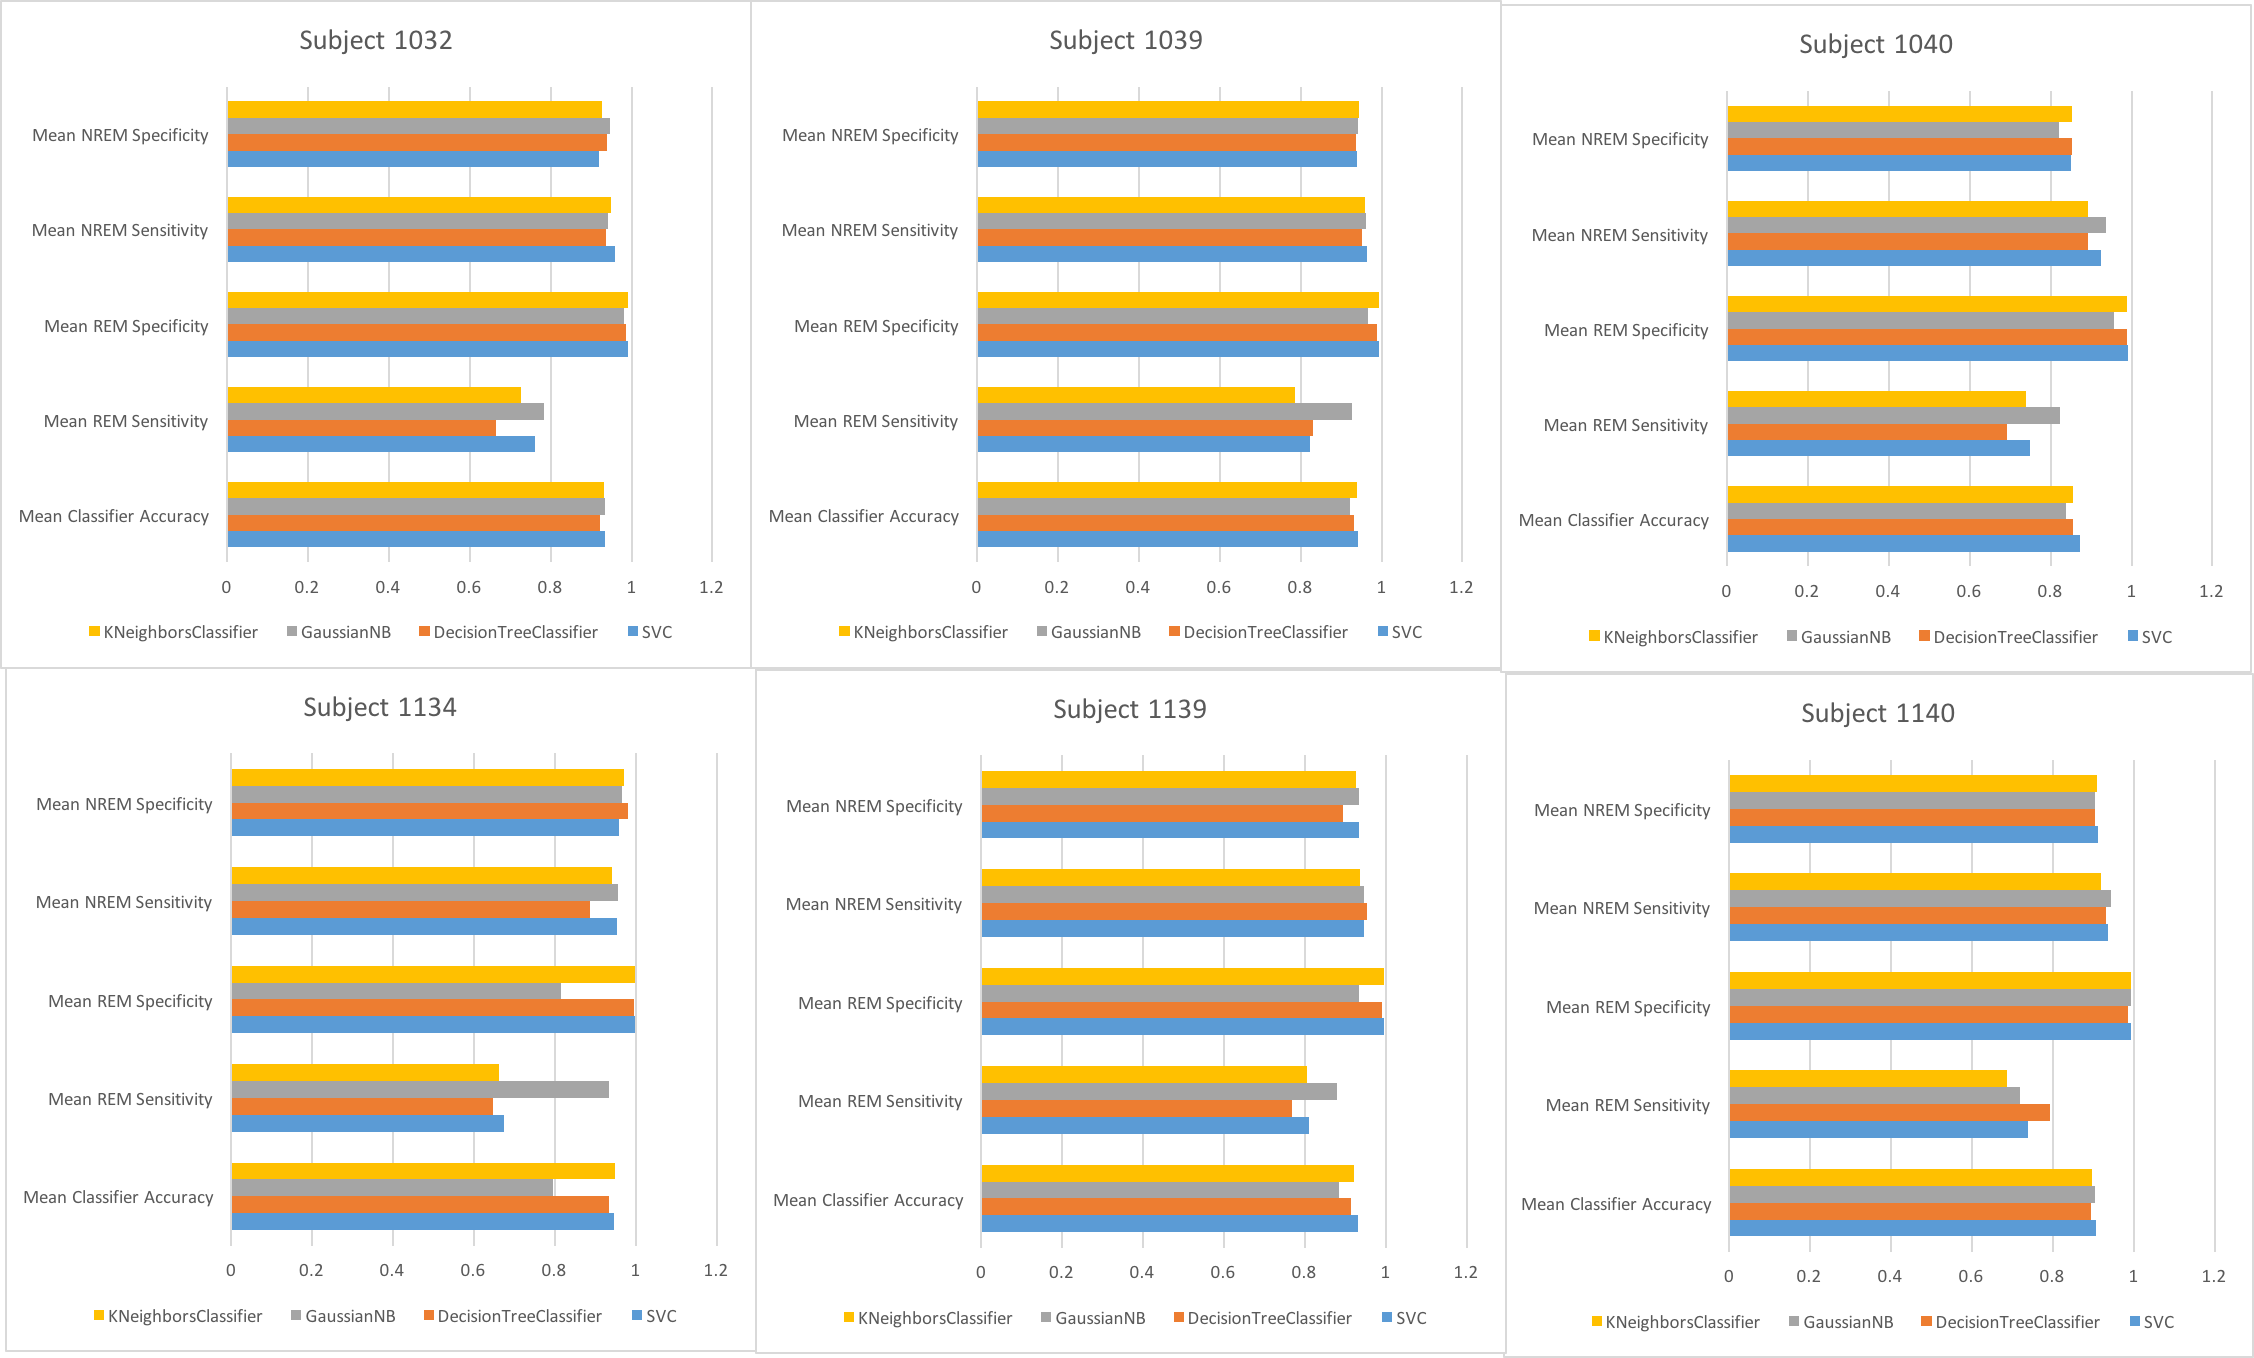 Subject 1032
Mean NREM Specificity
Mean NREM Sensitivity
Mean REM Specificity
Mean REM Sensitivity
Mean Classifier Accuracy
0 0.2 0.4 0.6 0.8 1 1.2
KNeighborsClassifier GaussianNB DecisionTreeClassifier SVC
Subject 1039
Mean NREM Specificity
Mean NREM Sensitivity
Mean REM Specificity
Mean REM Sensitivity
Mean Classifier Accuracy
0 0.2 0.4 0.6 0.8 1 1.2
KNeighborsClassifier GaussianNB DecisionTreeClassifier SVC
Subject 1040
Mean NREM Specificity
Mean NREM Sensitivity
Mean REM Specificity
Mean REM Sensitivity
Mean Classifier Accuracy
0 0.2 0.4 0.6 0.8 1 1.2
KNeighborsClassifier GaussianNB DecisionTreeClassifier SVC
Subject 1134
Mean NREM Specificity
Mean NREM Sensitivity
Mean REM Specificity
Mean REM Sensitivity
Mean Classifier Accuracy
0 0.2 0.4 0.6 0.8 1 1.2
KNeighborsClassifier GaussianNB DecisionTreeClassifier SVC
Subject 1139
Mean NREM Specificity
Mean NREM Sensitivity
Mean REM Specificity
Mean REM Sensitivity
Mean Classifier Accuracy
0 0.2 0.4 0.6 0.8 1 1.2
KNeighborsClassifier GaussianNB DecisionTreeClassifier SVC
Subject 1140
Mean NREM Specificity
Mean NREM Sensitivity
Mean REM Specificity
Mean REM Sensitivity
Mean Classifier Accuracy
0 0.2 0.4 0.6 0.8 1 1.2
KNeighborsClassifier GaussianNB DecisionTreeClassifier SVC